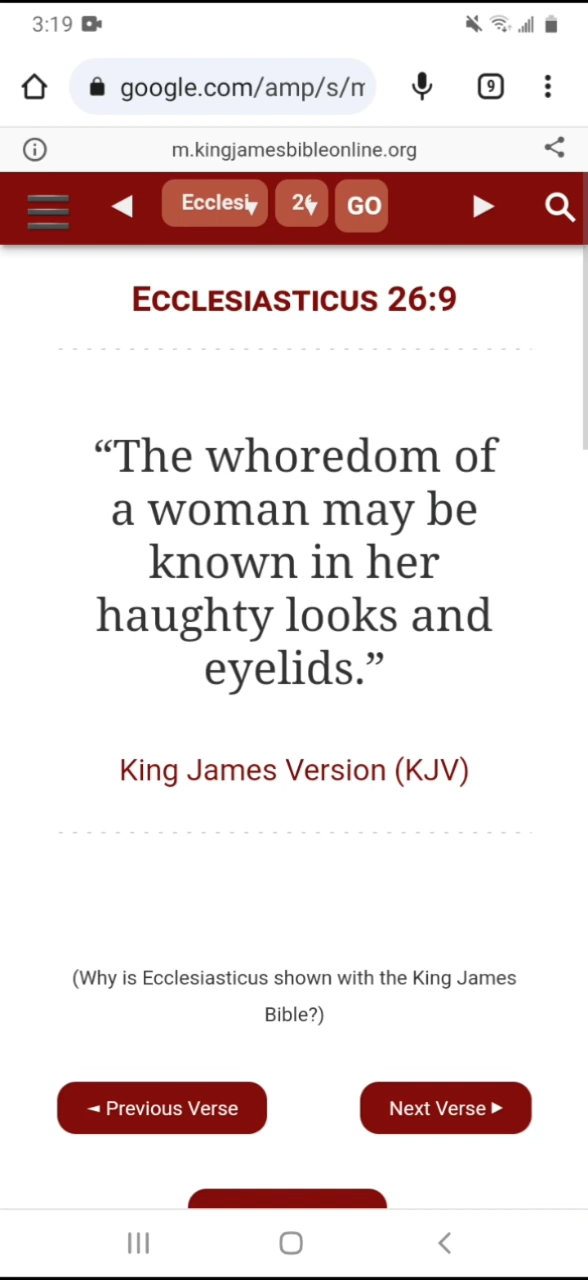 3:19
google.com/amp/s/m
9
m.kingjamesbibleonline.org
Ecclesi
26
GO
ECCLESIASTICUS 26:9
“The whoredom of
a woman may be
known in her
haughty looks and
eyelids.”
King James Version (KJV)
(Why is Ecclesiasticus shown with the King James
Bible?)
◄ Previous Verse
Next Verse ►